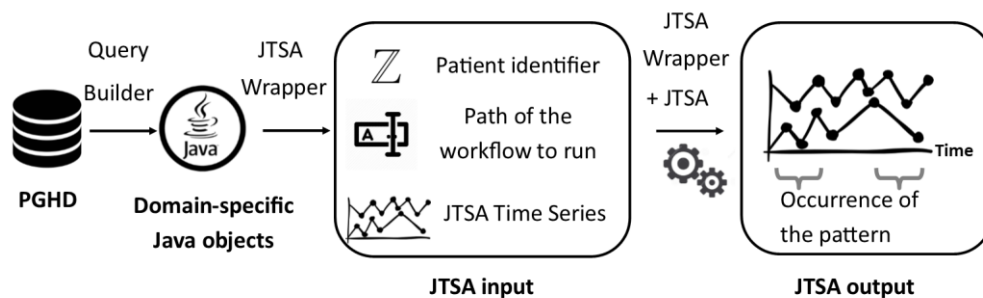 Query
Builder
JTSA
Wrapper
Java
PGHD
Domain-specific
Java objects
ℤ
Patient identifier
A
Path of the
workflow to run
JTSA Time Series
JTSA input
JTSA
Wrapper
+ JTSA
Time
Occurrence of
the pattern
JTSA output